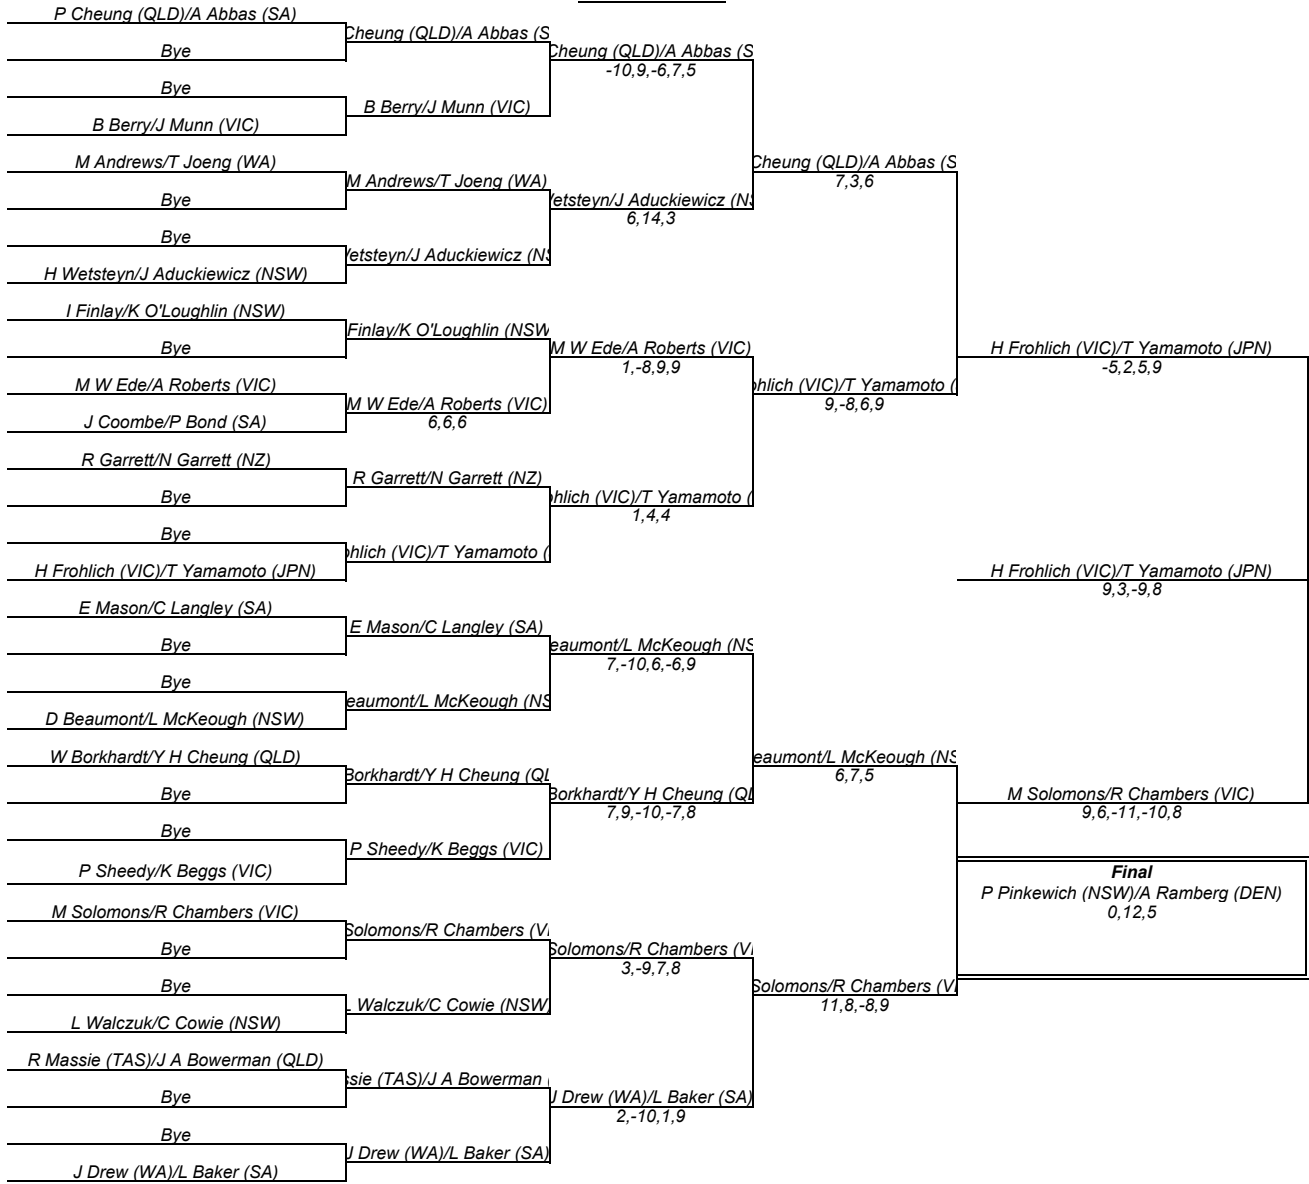 P Cheung (QLD)/A Abbas (SA)
Bye
Bye
B Berry/J Munn (VIC)
M Andrews/T Joeng (WA)
Bye
Bye
H Wetsteyn/J Aduckiewicz (NSW)
I Finlay/K O'Loughlin (NSW)
Bye
M W Ede/A Roberts (VIC)
J Coombe/P Bond (SA)
R Garrett/N Garrett (NZ)
Bye
Bye
H Frohlich (VIC)/T Yamamoto (JPN)
E Mason/C Langley (SA)
Bye
Bye
D Beaumont/L McKeough (NSW)
W Borkhardt/Y H Cheung (QLD)
Bye
Bye
P Sheedy/K Beggs (VIC)
M Solomons/R Chambers (VIC)
Bye
Bye
L Walczuk/C Cowie (NSW)
R Massie (TAS)/J A Bowerman (QLD)
Bye
Bye
J Drew (WA)/L Baker (SA)
Cheung (QLD)/A Abbas (S
B Berry/J Munn (VIC)
M Andrews/T Joeng (WA)
Vetsteyn/J Aduckiewicz (NS
Finlay/K O'Loughlin (NSW
M W Ede/A Roberts (VIC)
6,6,6
R Garrett/N Garrett (NZ)
ohlich (VIC)/T Yamamoto (
E Mason/C Langley (SA)
eaumont/L McKeough (NS
Borkhardt/Y H Cheung (QL
P Sheedy/K Beggs (VIC)
Solomons/R Chambers (VI
L Walczuk/C Cowie (NSW)
ssie (TAS)/J A Bowerman (
J Drew (WA)/L Baker (SA)
Cheung (QLD)/A Abbas (S
-10,9,-6,7,5
Vetsteyn/J Aduckiewicz (NS
6,14,3
M W Ede/A Roberts (VIC)
1,-8,9,9
ohlich (VIC)/T Yamamoto (
1,4,4
eaumont/L McKeough (NS
7,-10,6,-6,9
Borkhardt/Y H Cheung (QL
7,9,-10,-7,8
Solomons/R Chambers (VI
3,-9,7,8
J Drew (WA)/L Baker (SA)
2,-10,1,9
Cheung (QLD)/A Abbas (S
7,3,6
ohlich (VIC)/T Yamamoto (
9,-8,6,9
eaumont/L McKeough (NS
6,7,5
Solomons/R Chambers (VI
11,8,-8,9
H Frohlich (VIC)/T Yamamoto (JPN)
-5,2,5,9
H Frohlich (VIC)/T Yamamoto (JPN)
9,3,-9,8
M Solomons/R Chambers (VIC)
9,6,-11,-10,8
Final
P Pinkewich (NSW)/A Ramberg (DEN)
0,12,5